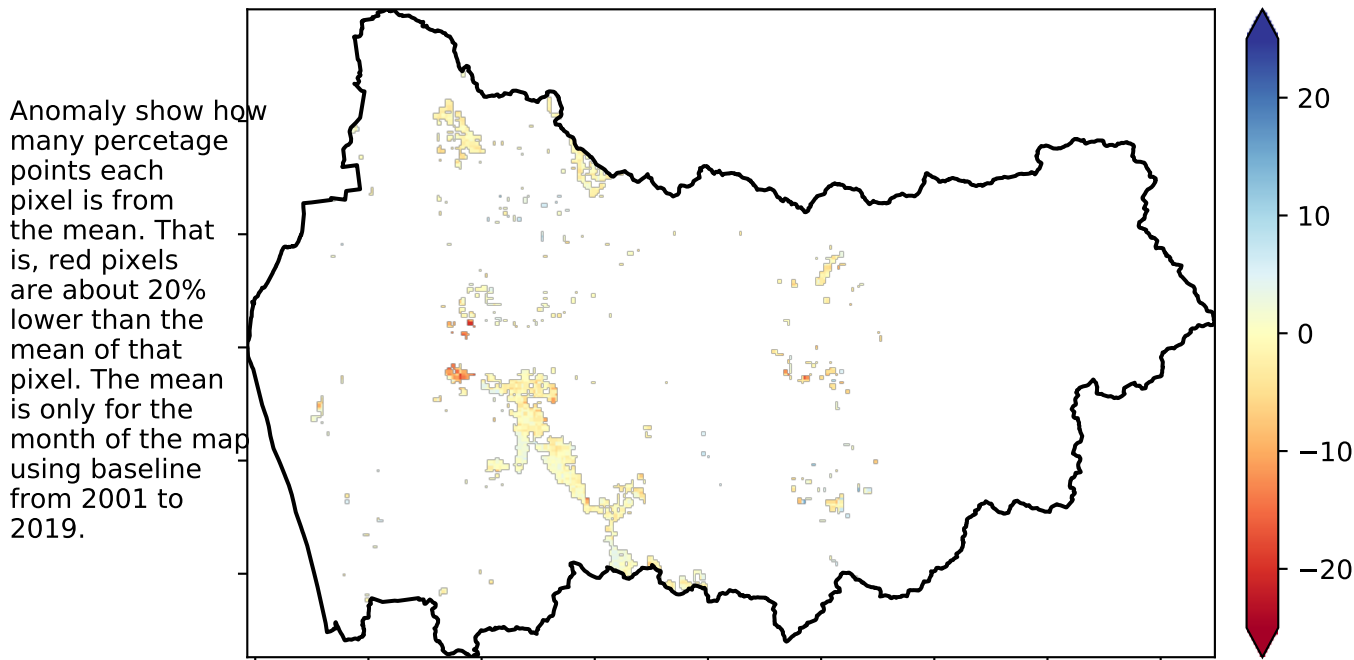 Anomaly show how
many percetage
points each
pixel is from
the mean. That
is, red pixels
are about 20%
lower than the
mean of that
pixel. The mean
is only for the
month of the map
using baseline
from 2001 to
2019.
20
10
0
−10
−20